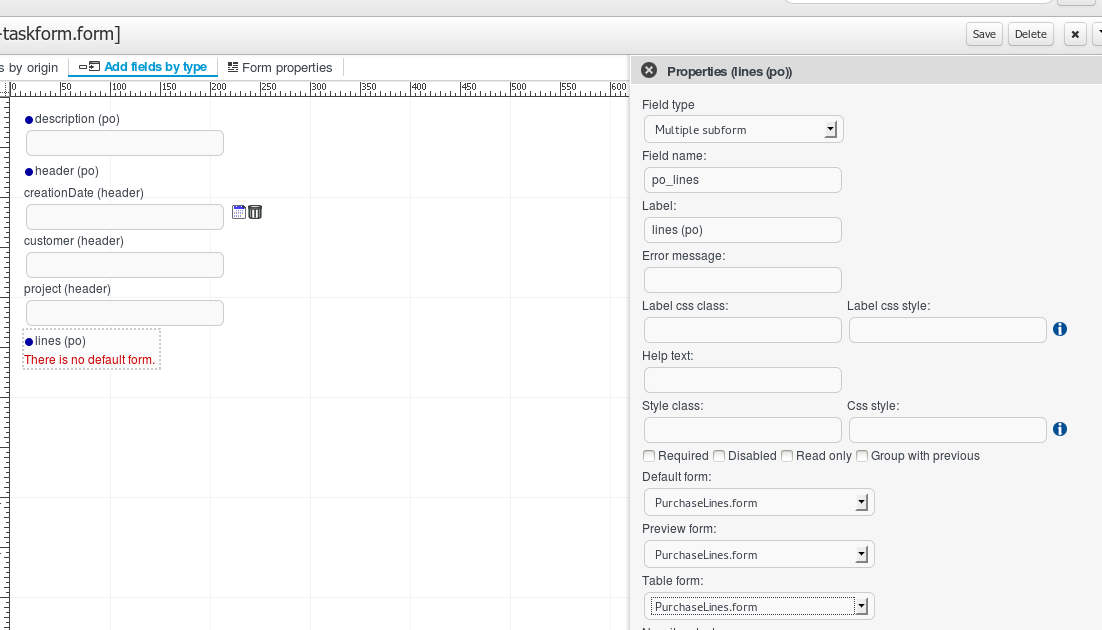 -taskform.form]
Save Delete
s by origin Add fields by type Form properties
0 50 100 150 200 250 300 350 400 450 500 550 600
description (po)
header (po)
creationDate (header)
customer (header)
project (header)
lines (po)
There is no default form.
Properties (lines (po))
Field type
Multiple subform
Field name:
po_lines
Label:
lines (po)
Error message:
Label css class: Label css style:
Help text:
Style class: Css style:
Required Disabled Read only Group with previous
Default form:
PurchaseLines.form
Preview form:
PurchaseLines.form
Table form:
PurchaseLines.form